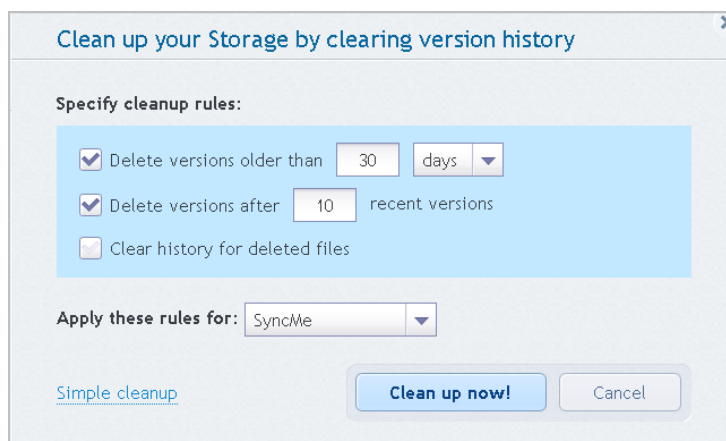 Clean up your Storage by clearing version history
Specify cleanup rules:
Delete versions older than 30 days
Delete versions after 10 recent versions
Clear history for deleted files
Apply these rules for: SyncMe
Simple cleanup Clean up now! Cancel